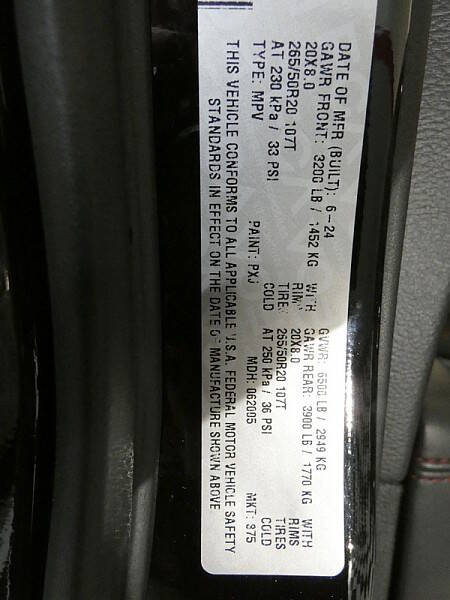 DATE OF MFR (BUILT): 6-24 GVWR: 6500 LB / 2949 KG
GAWR FRONT: 3200 LB / 1452 KG WITH GAWR REAR: 3900 LB / 1770 KG WITH
20X8.0 RIMS 20X8.0 RIMS
265/50R20 107T TIRES 265/50R20 107T TIRES
AT 230 kPa / 33 PSI COLD AT 250 kPa / 36 PSI COLD
TYPE: MPV PAINT: PXJ MDH: 062005 MKT: 375
THIS VEHICLE CONFORMS TO ALL APPLICABLE U.S.A. FEDERAL MOTOR VEHICLE SAFETY
STANDARDS IN EFFECT ON THE DATE OF MANUFACTURE SHOWN ABOVE